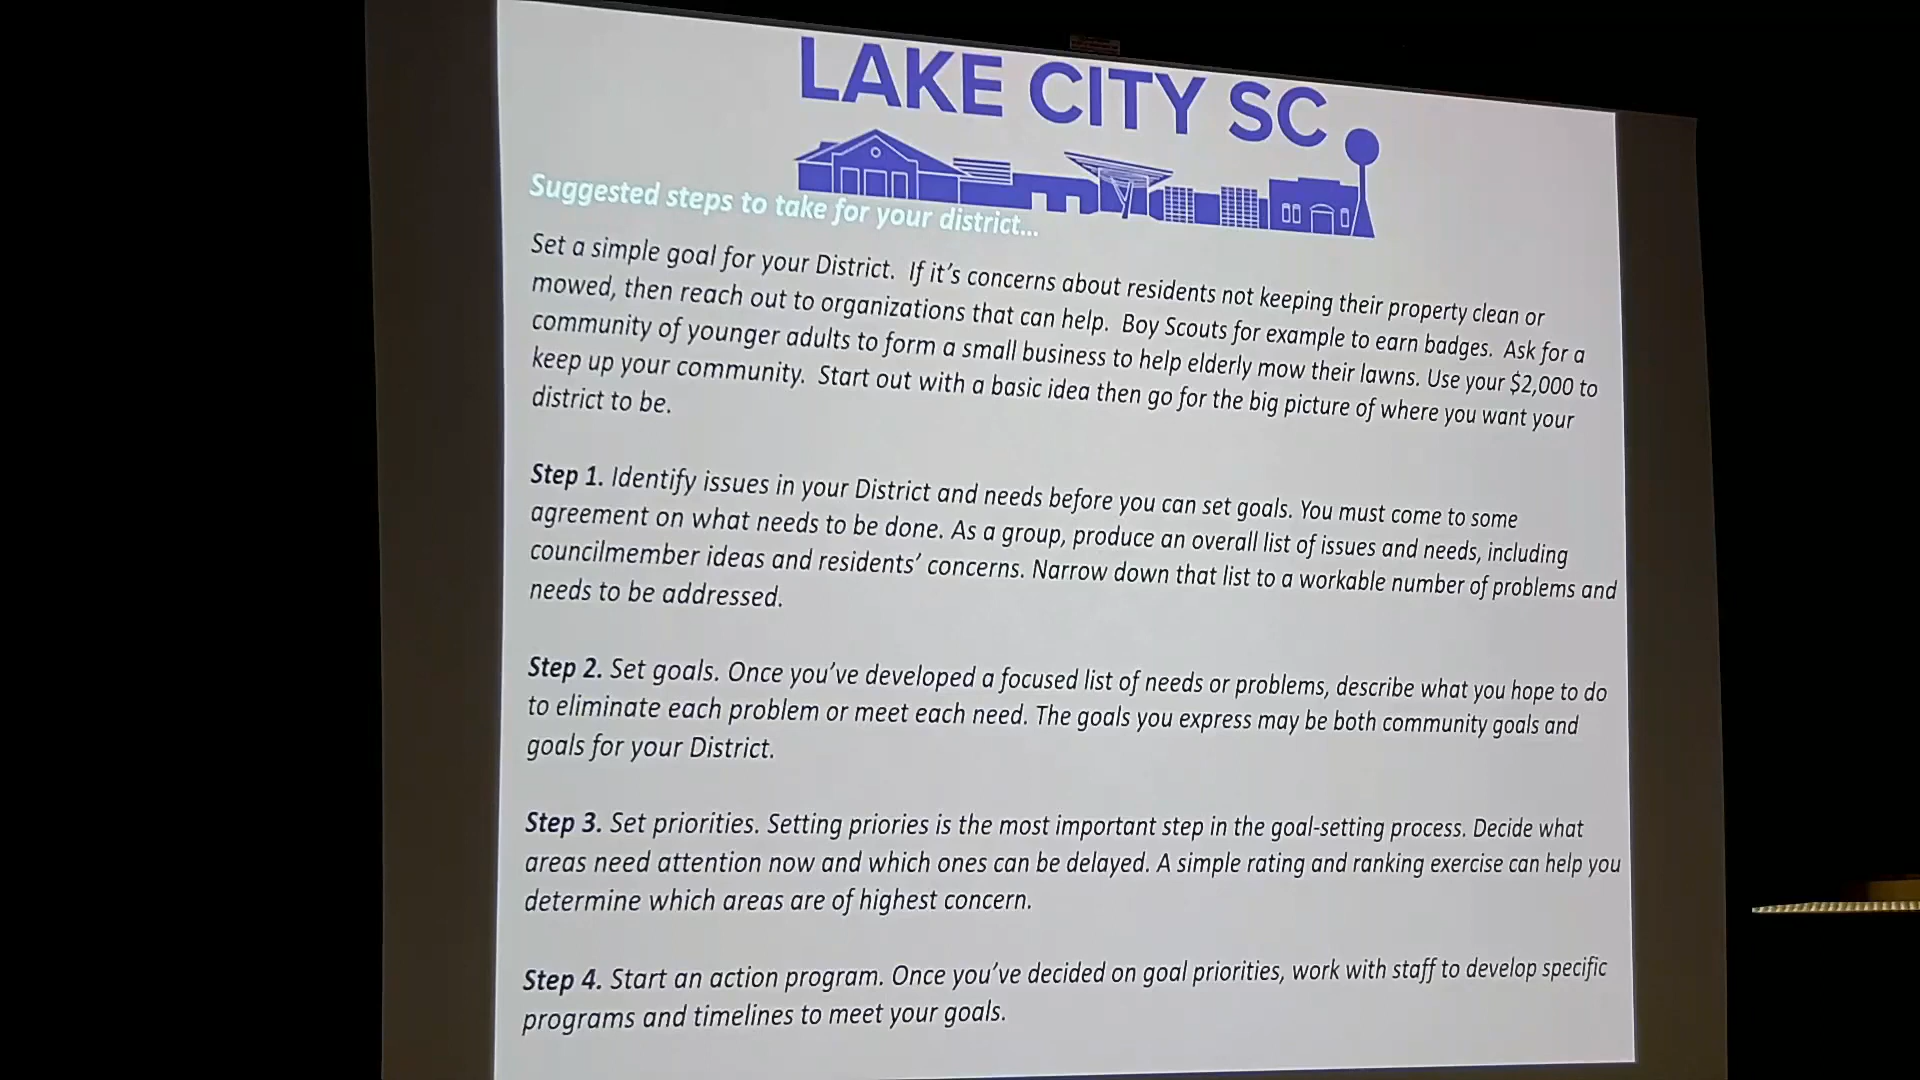 LAKE CITY SC
Suggested steps to take for your district...
Set a simple goal for your District. If it's concerns about residents not keeping their property clean or
mowed, then reach out to organizations that can help. Boy Scouts for example to earn badges. Ask for a
community of younger adults to form a small business to help elderly mow their lawns. Use your $2,000 to
keep up your community. Start out with a basic idea then go for the big picture of where you want your
district to be.
Step 1. Identify issues in your District and needs before you can set goals. You must come to some
agreement on what needs to be done. As a group, produce an overall list of issues and needs, including
councilmember ideas and residents' concerns. Narrow down that list to a workable number of problems and
needs to be addressed.
Step 2. Set goals. Once you've developed a focused list of needs or problems, describe what you hope to do
to eliminate each problem or meet each need. The goals you express may be both community goals and
goals for your District.
Step 3. Set priorities. Setting priories is the most important step in the goal-setting process. Decide what
areas need attention now and which ones can be delayed. A simple rating and ranking exercise can help you
determine which areas are of highest concern.
Step 4. Start an action program. Once you've decided on goal priorities, work with staff to develop specific
programs and timelines to meet your goals.